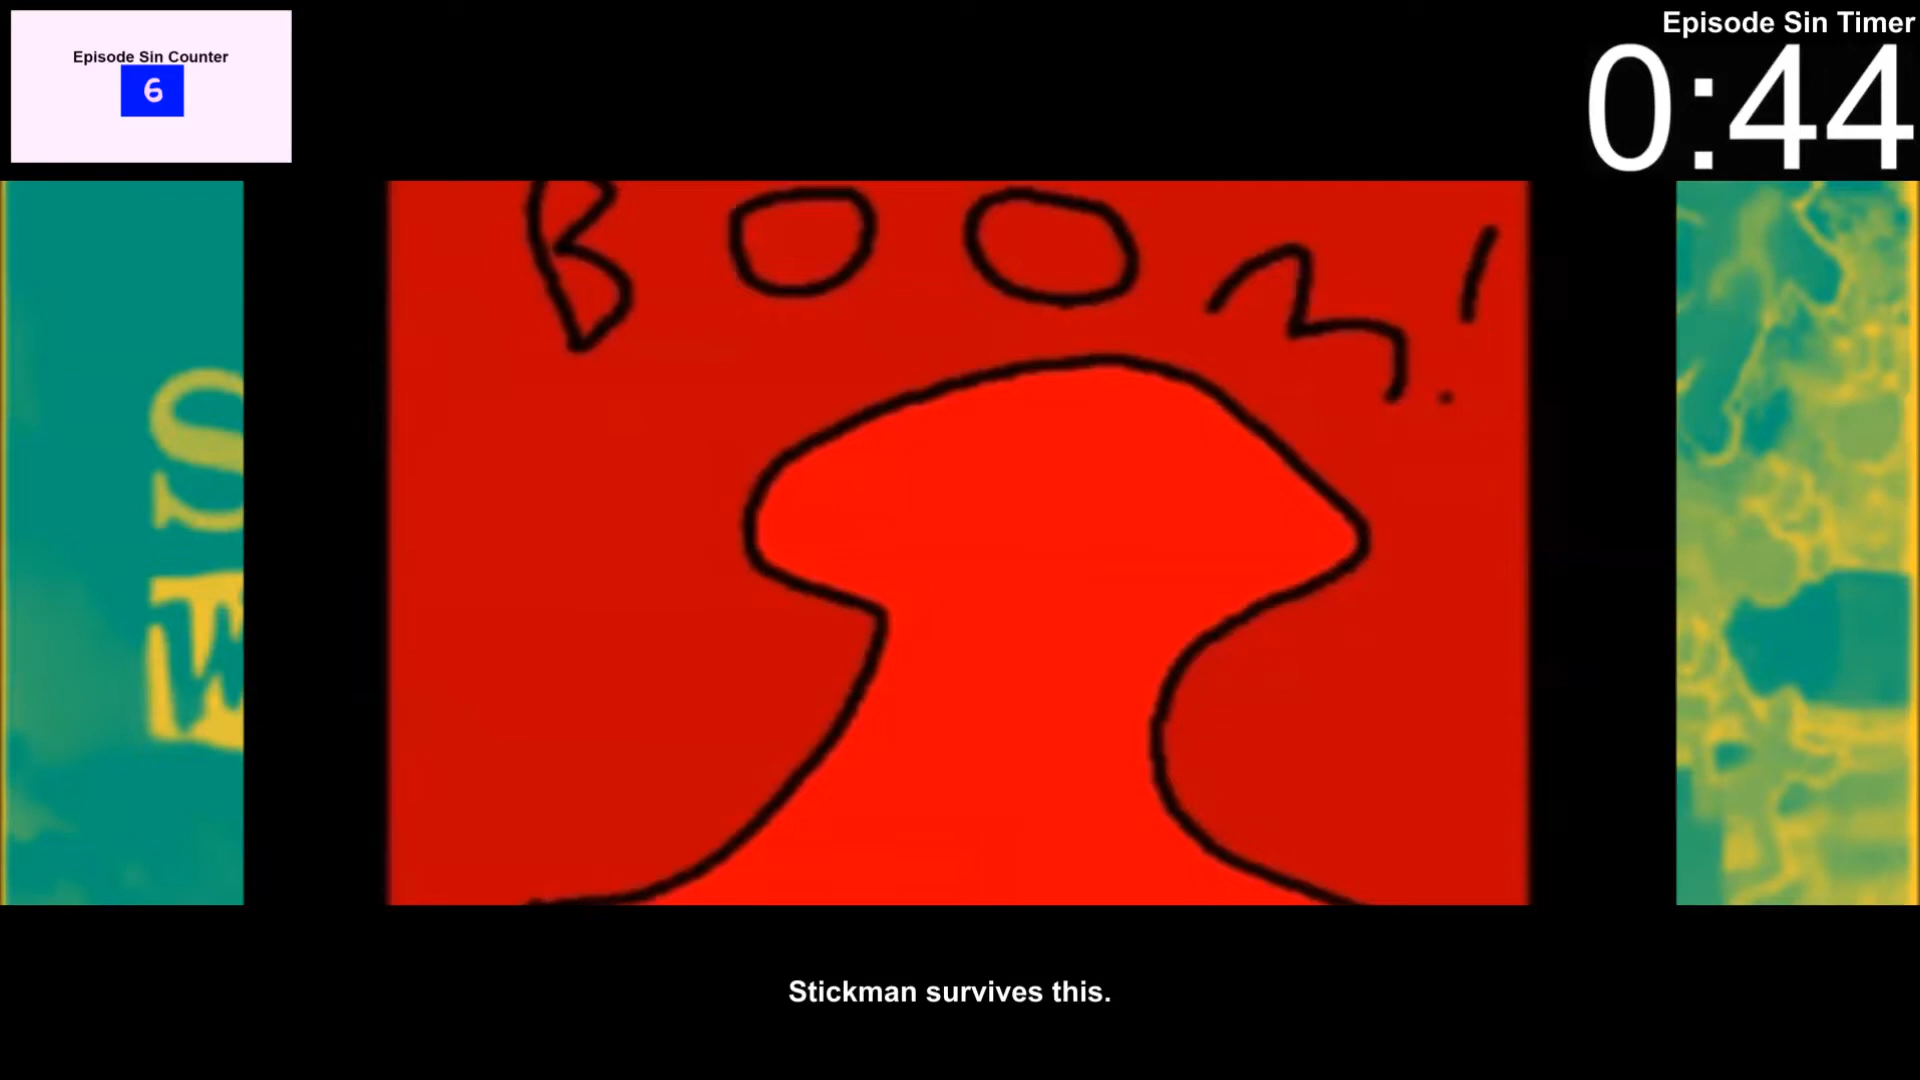 Episode Sin Counter
6
Episode Sin Timer
0:44
BOOM!
S
Stickman survives this.